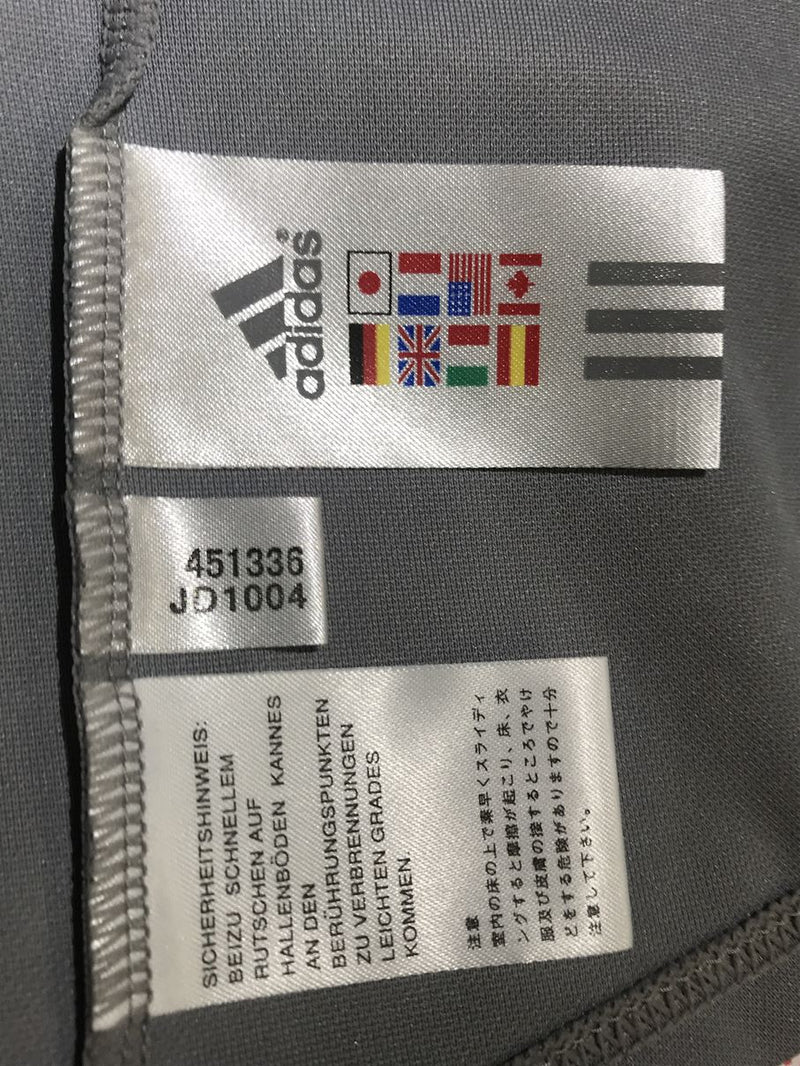 adidas®
451336
JD1004
SICHERHEITSHINWEIS:
BEIZU SCHNELLEM
RUTSCHEN AUF
HALLENBÖDEN KANNES
AN DEN
BERÜHRUNGSPUNKTEN
ZU VERBRENNUNGEN
LEICHTEN GRADES
KOMMEN.
注意
室内の床の上で素早くスライディ
ングすると摩擦が起こり、床、衣
服及び皮膚の接するところでやけ
どをする危険がありますので十分
注意して下さい。